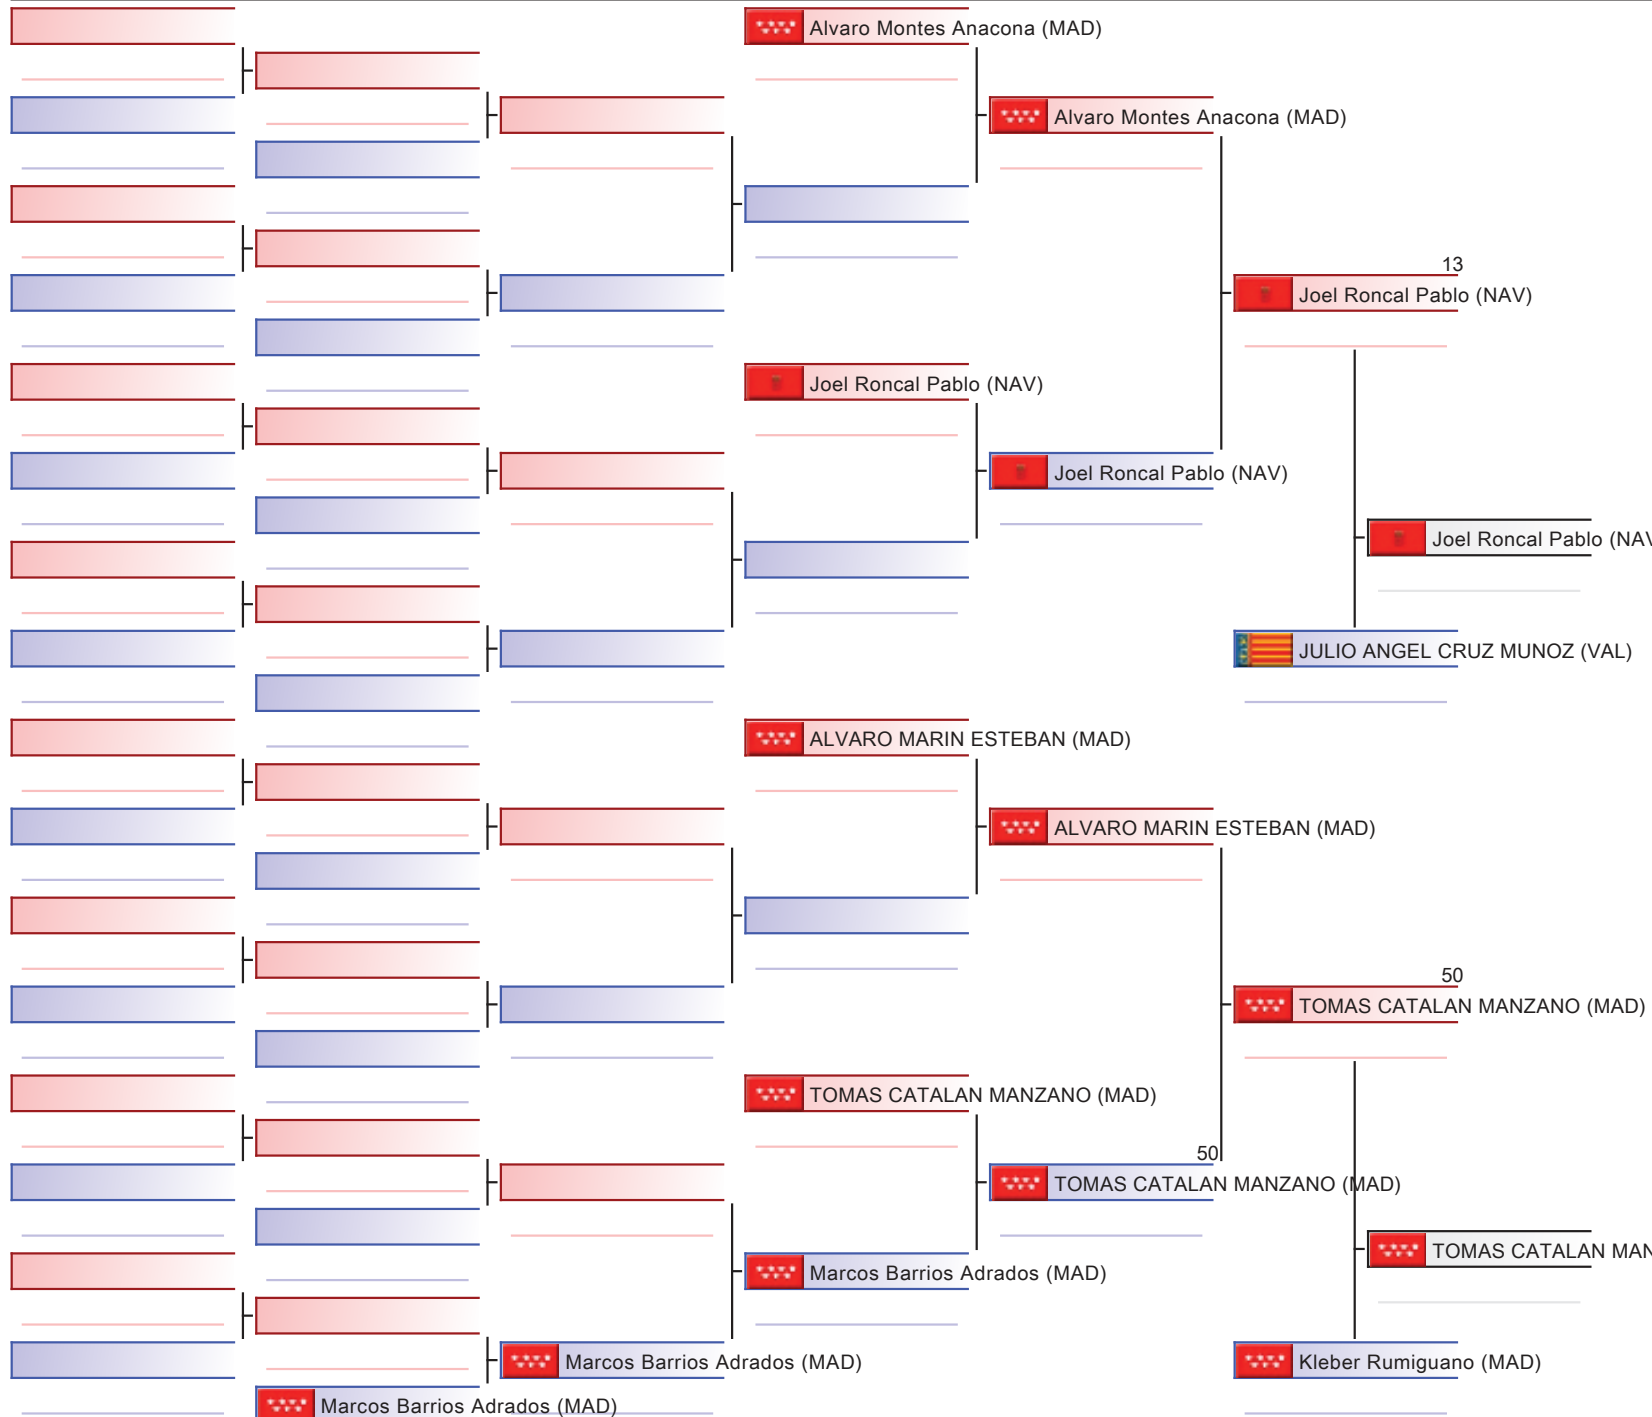 Alvaro Montes Anacona (MAD)
Alvaro Montes Anacona (MAD)
13
Joel Roncal Pablo (NAV)
Joel Roncal Pablo (NAV)
Joel Roncal Pablo (NAV)
Joel Roncal Pablo (NAV
JULIO ANGEL CRUZ MUNOZ (VAL)
ALVARO MARIN ESTEBAN (MAD)
ALVARO MARIN ESTEBAN (MAD)
50
TOMAS CATALAN MANZANO (MAD)
TOMAS CATALAN MANZANO (MAD)
50
TOMAS CATALAN MANZANO (MAD)
TOMAS CATALAN MAN
Marcos Barrios Adrados (MAD)
Marcos Barrios Adrados (MAD)
Kleber Rumiguano (MAD)
Marcos Barrios Adrados (MAD)